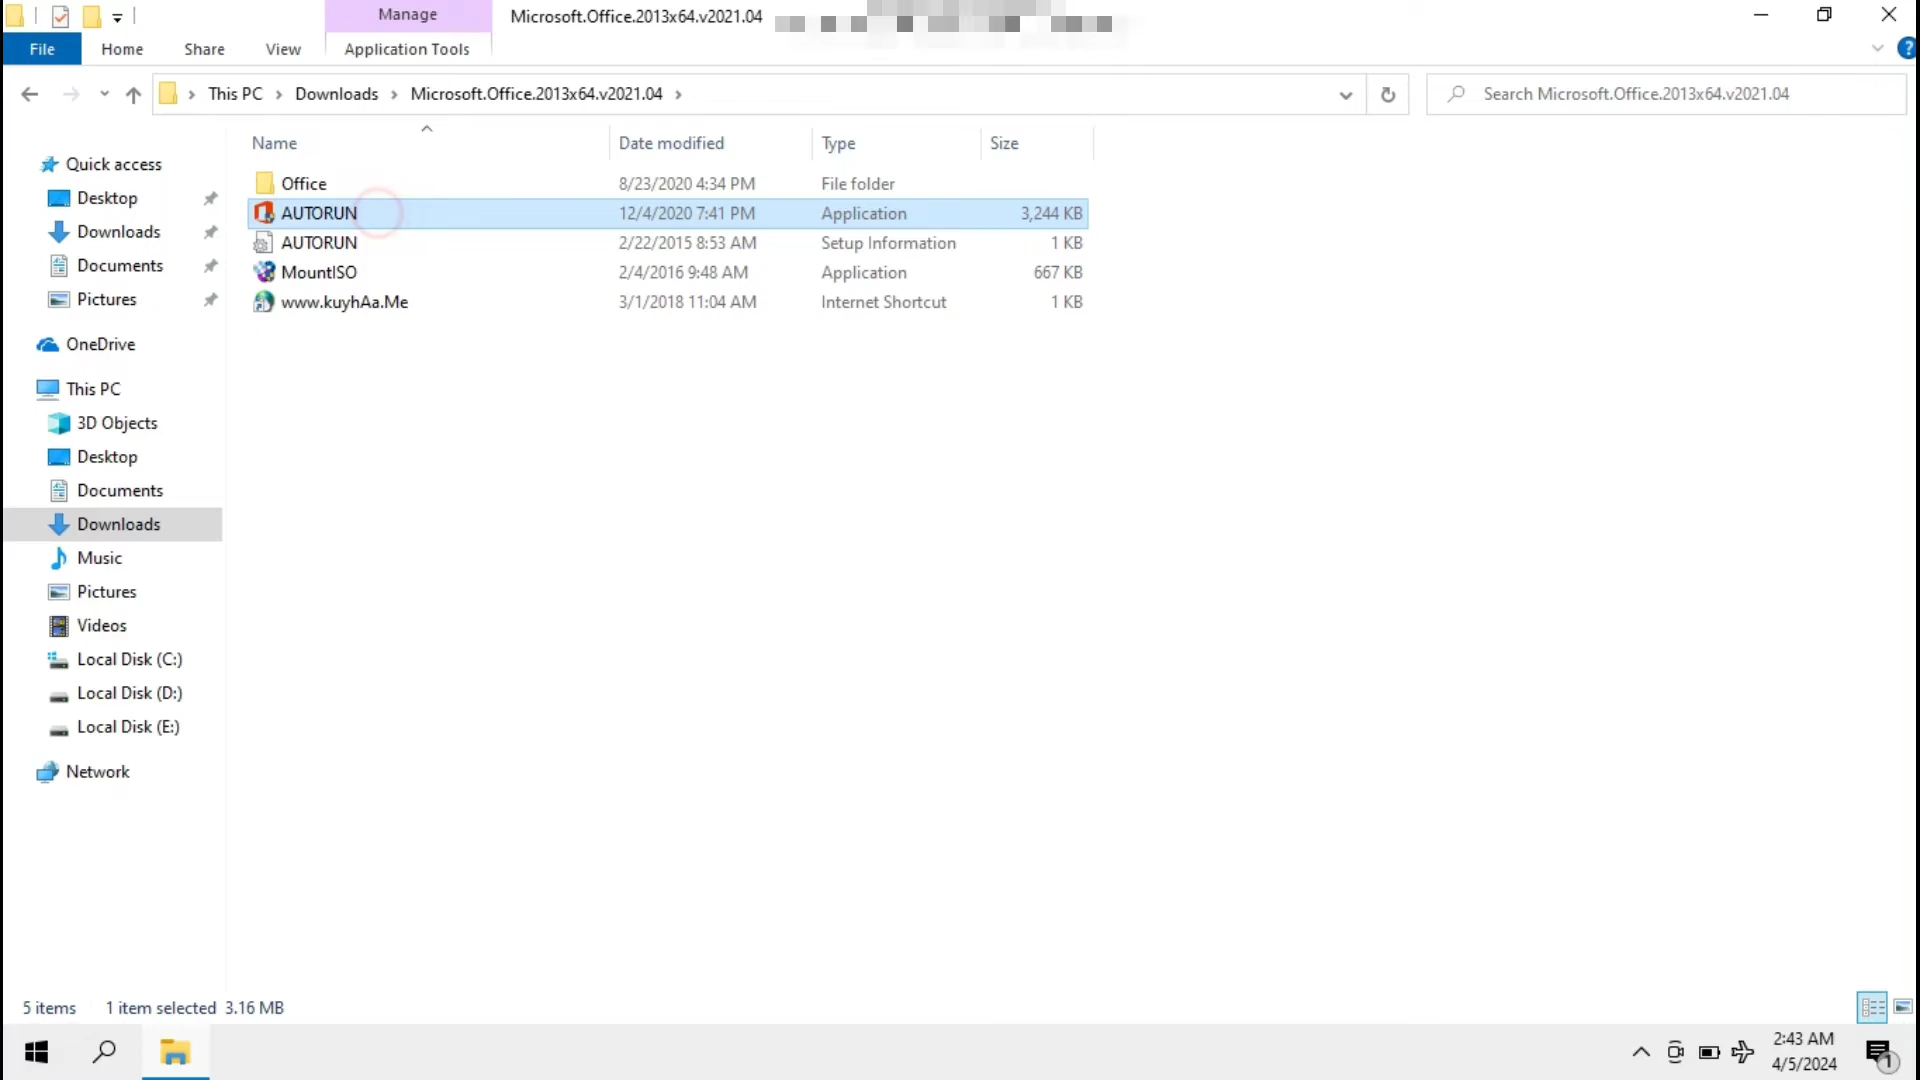 Manage
Microsoft.Office.2013x64.v2021.04
File Home Share View Application Tools
?
This PC Downloads Microsoft.Office.2013x64.v2021.04
Search Microsoft.Office.2013x64.v2021.04
Name Date modified Type Size
Office 8/23/2020 4:34 PM File folder
AUTORUN 12/4/2020 7:41 PM Application 3,244 KB
AUTORUN 2/22/2015 8:53 AM Setup Information 1 KB
MountISO 2/4/2016 9:48 AM Application 667 KB
www.kuyhAa.Me 3/1/2018 11:04 AM Internet Shortcut 1 KB
Quick access
Desktop
Downloads
Documents
Pictures
OneDrive
This PC
3D Objects
Desktop
Documents
Downloads
Music
Pictures
Videos
Local Disk (C:)
Local Disk (D:)
Local Disk (E:)
Network
5 items 1 item selected 3.16 MB
2:43 AM
4/5/2024
1